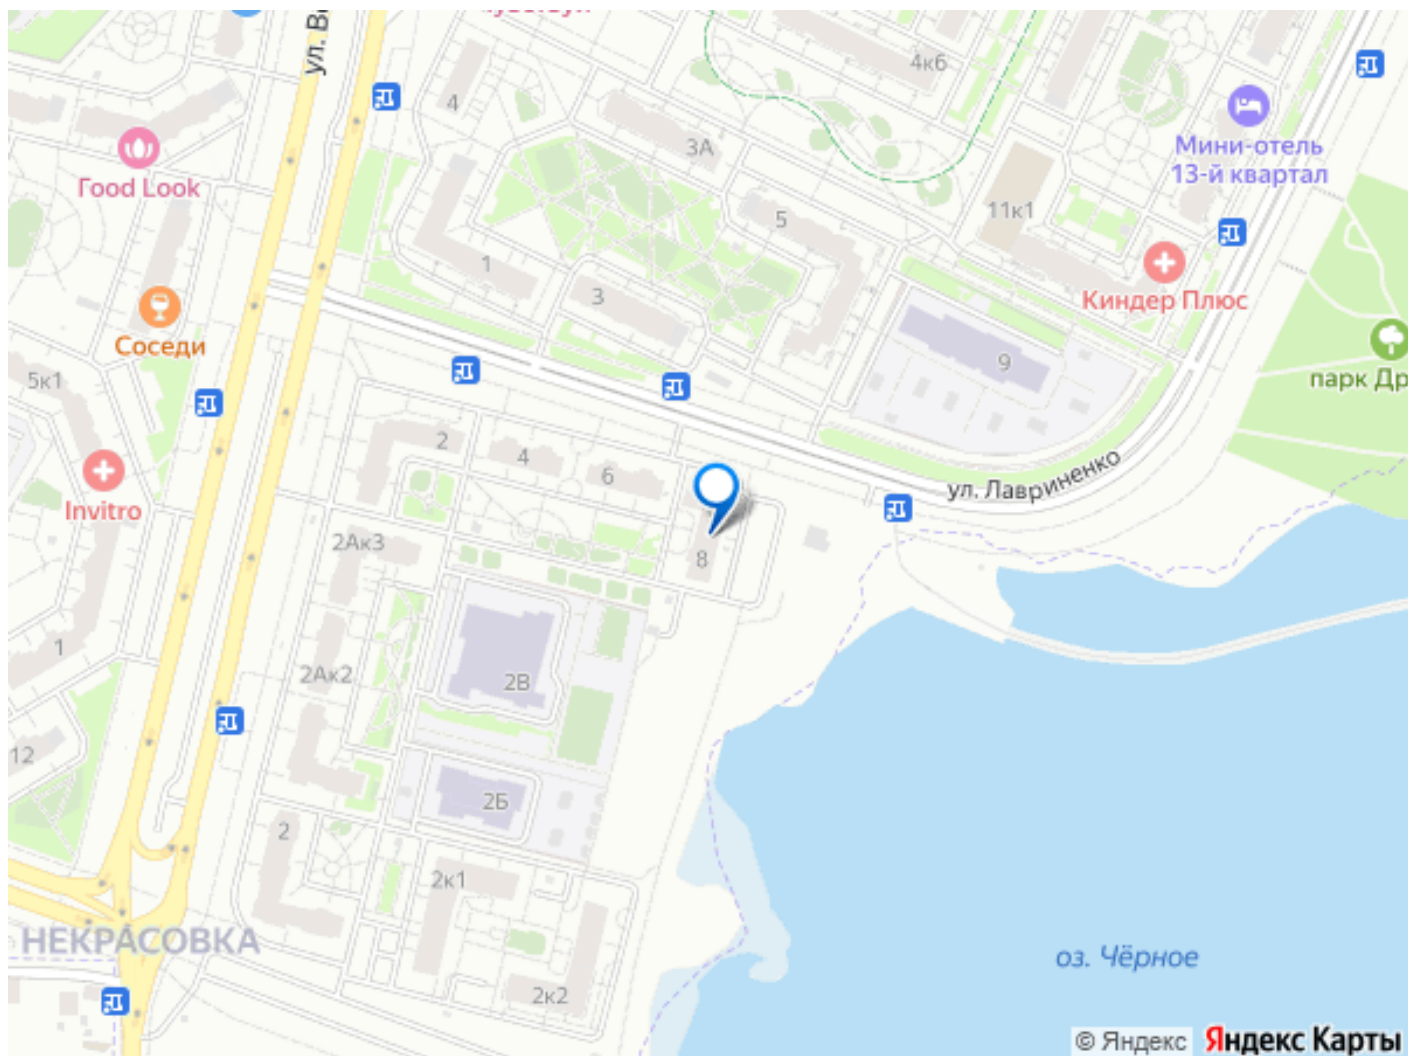 4к6
ул. В
4
Мини-отель
13-й квартал
3А
Food Look
11к1
5
1
Киндер Плюс
3
Соседи
9
5к1
парк Др
2
4
6
ул. Лавриненко
Invitro
2Ак3
8
1
2Ак2
2В
12
2Б
2
2к1
НЕКРАСОВКА
оз. Чёрное
2к2
© Яндекс Яндекс Карты